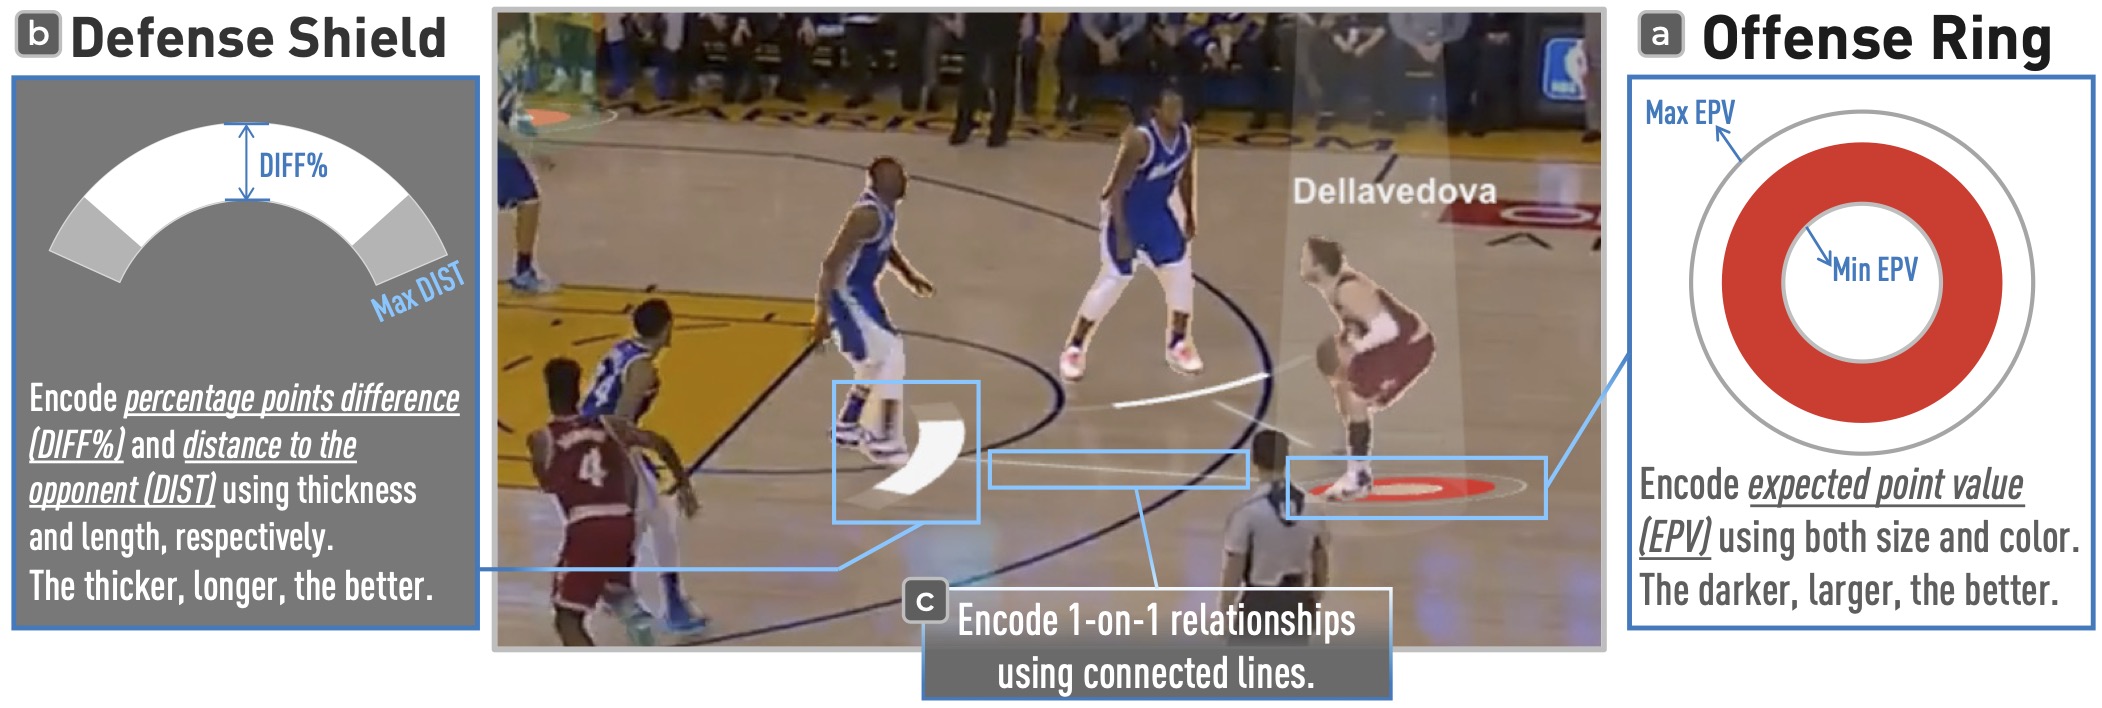 b Defense Shield
DIFF%
Max DIST
Encode percentage points difference
(DIFF%) and distance to the
opponent (DIST) using thickness
and length, respectively.
The thicker, longer, the better.
WARRIORS.COM
Dellavedova
4
c
Encode 1-on-1 relationships
using connected lines.
a Offense Ring
Max EPV
Min EPV
Encode expected point value
(EPV) using both size and color.
The darker, larger, the better.